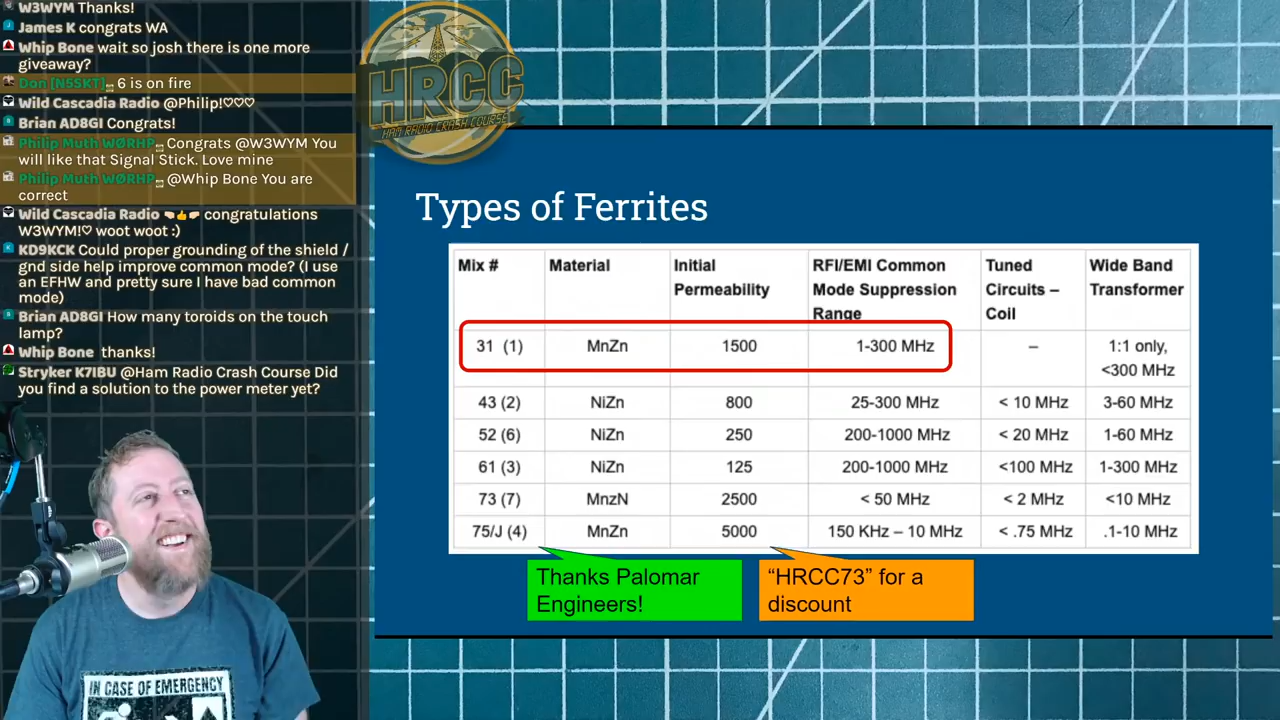 W3WYM Thanks!
James K congrats WA
Whip Bone wait so josh there is one more
giveaway?
Don [N5SKT] 6 is on fire
Wild Cascadia Radio @Philip!♡♡♡
Brian AD8GI Congrats!
Philip Muth WØRHP Congrats @W3WYM You
will like that Signal Stick. Love mine
Philip Muth WØRHP @Whip Bone You are
correct
Wild Cascadia Radio 🤜👍🤛 congratulations
W3WYM!♡ woot woot :)
KD9KCK Could proper grounding of the shield /
gnd side help improve common mode? (I use
an EFHW and pretty sure I have bad common
mode)
Brian AD8GI How many toroids on the touch
lamp?
Whip Bone thanks!
Stryker K7IBU @Ham Radio Crash Course Did
you find a solution to the power meter yet?
HRCC
HAM RADIO CRASH COURSE
Types of Ferrites
Mix # Material Initial Permeability RFI/EMI Common Mode Suppression Range Tuned Circuits – Coil Wide Band Transformer
31 (1) MnZn 1500 1-300 MHz – 1:1 only, <300 MHz
43 (2) NiZn 800 25-300 MHz < 10 MHz 3-60 MHz
52 (6) NiZn 250 200-1000 MHz < 20 MHz 1-60 MHz
61 (3) NiZn 125 200-1000 MHz <100 MHz 1-300 MHz
73 (7) MnzN 2500 < 50 MHz < 2 MHz <10 MHz
75/J (4) MnZn 5000 150 KHz – 10 MHz < .75 MHz .1-10 MHz
Thanks Palomar
Engineers!
“HRCC73” for a
discount
IN CASE OF EMERGENCY